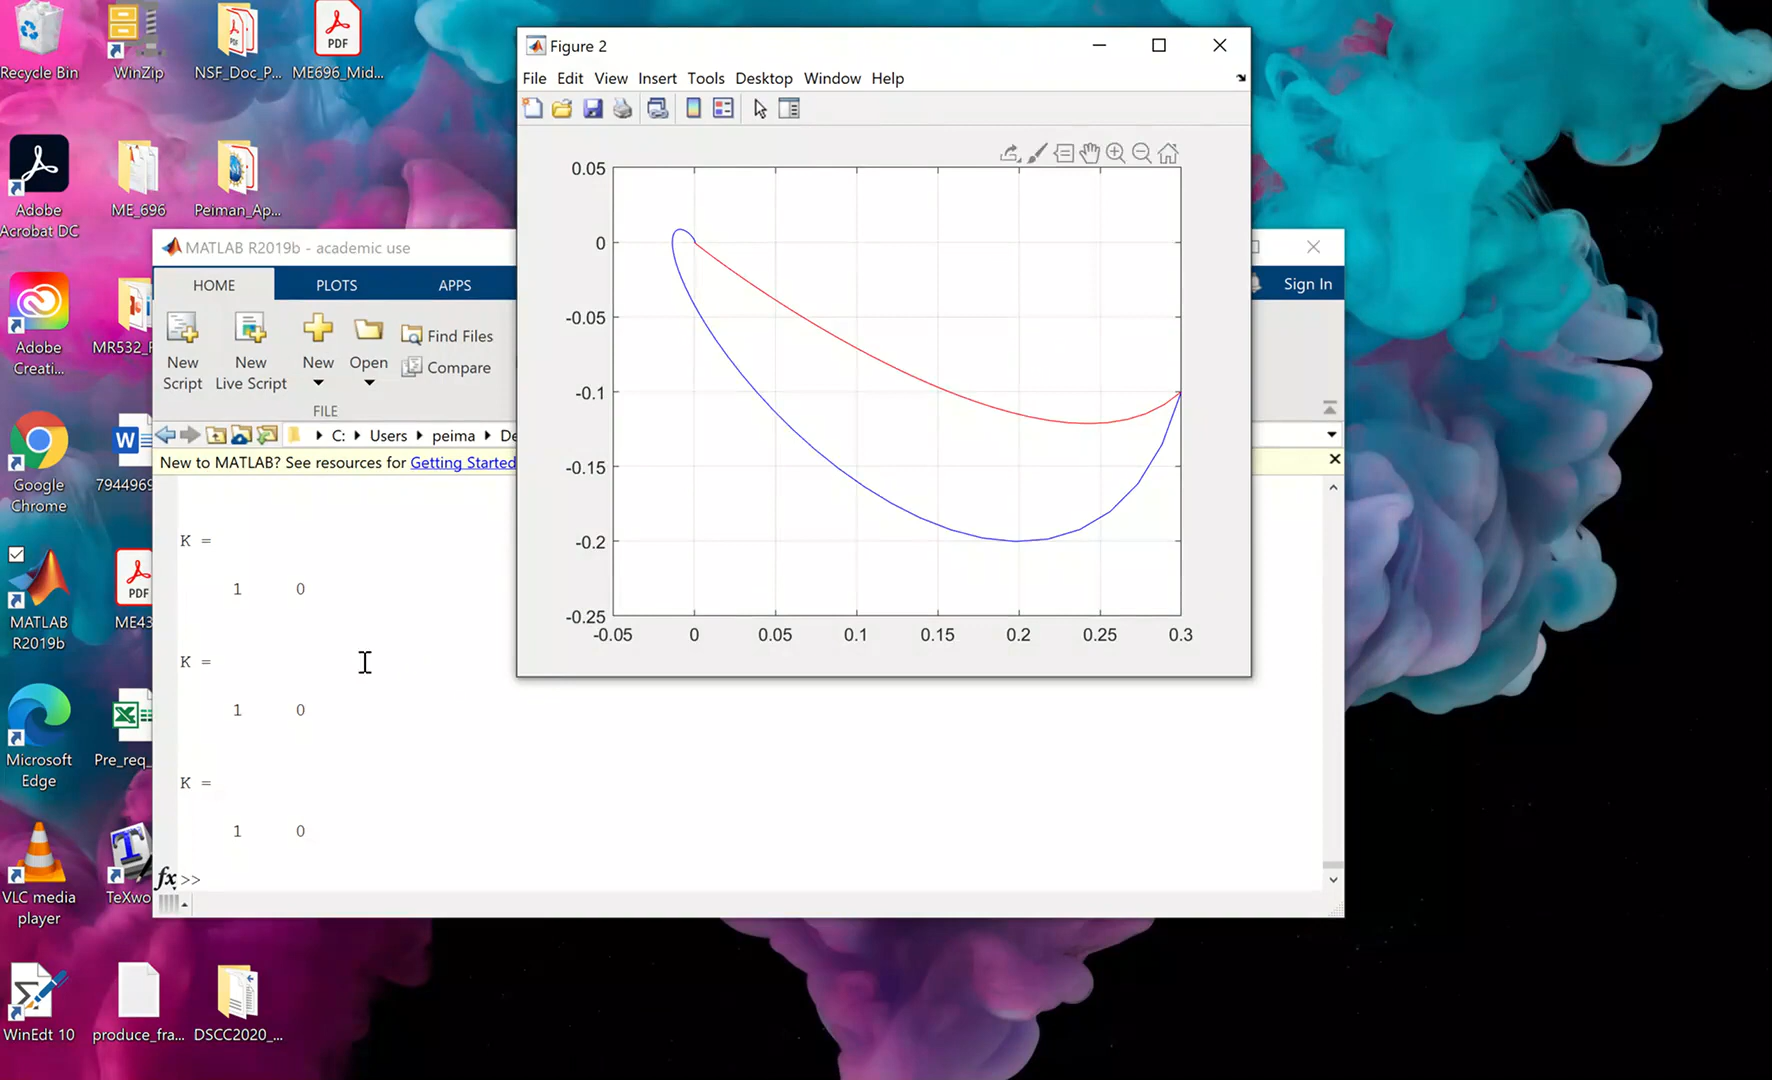 Recycle Bin
WinZip
NSF_Doc_P...
PDF
ME696_Mid...
Adobe
Acrobat DC
ME_696
Peiman_Ap...
Adobe
Creati...
Google
Chrome
W
7944969
MATLAB
R2019b
PDF
Microsoft
Edge
Pre_req_
VLC media
player
TeXwo
WinEdt 10
produce_fra...
DSCC2020_...
Figure 2
File Edit View Insert Tools Desktop Window Help
0.05
0
-0.05
-0.1
-0.15
-0.2
-0.25
-0.05 0 0.05 0.1 0.15 0.2 0.25 0.3
MATLAB R2019b - academic use
HOME PLOTS APPS
Sign In
New
Script
New
Live Script
New
Open
Find Files
Compare
FILE
C: Users peima
New to MATLAB? See resources for Getting Started
K =
1 0
K =
1 0
K =
1 0
fx >>